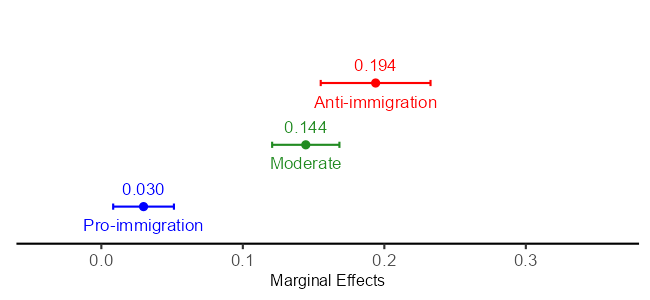 0.194
Anti-immigration
0.144
Moderate
0.030
Pro-immigration
0.0 0.1 0.2 0.3
Marginal Effects